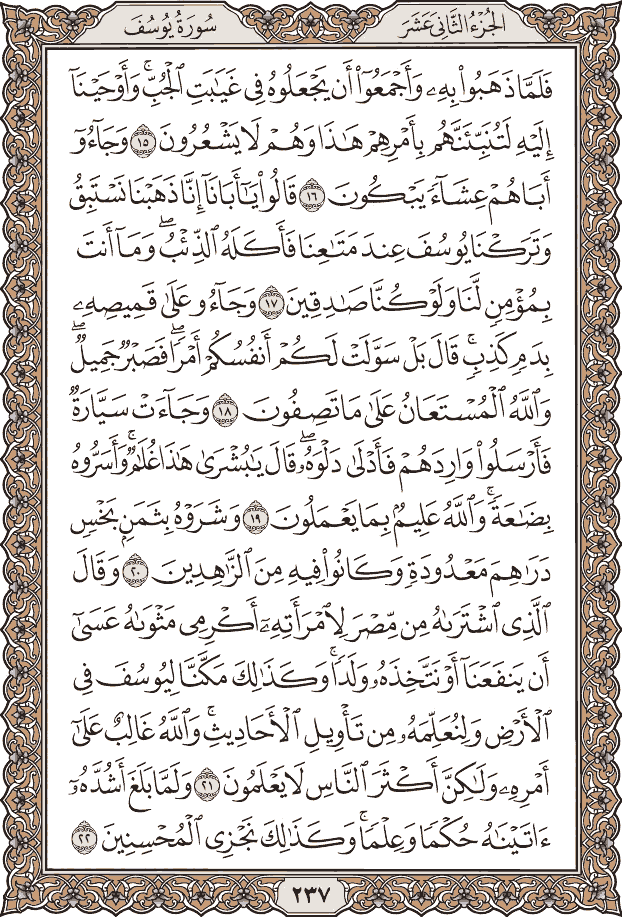 الجُزْءُ الثَّانِي عَشَرَ
سُورَةُ يُوسُفَ
فَلَمَّا ذَهَبُوا۟ بِهِۦ وَأَجْمَعُوٓا۟ أَن يَجْعَلُوهُ فِى غَيَٰبَتِ ٱلْجُبِّ ۚ وَأَوْحَيْنَآ
إِلَيْهِ لَتُنَبِّئَنَّهُم بِأَمْرِهِمْ هَٰذَا وَهُمْ لَا يَشْعُرُونَ ١٥ وَجَآءُوٓ
أَبَاهُمْ عِشَآءً يَبْكُونَ ١٦ قَالُوا۟ يَٰٓأَبَانَآ إِنَّا ذَهَبْنَا نَسْتَبِقُ
وَتَرَكْنَا يُوسُفَ عِندَ مَتَٰعِنَا فَأَكَلَهُ ٱلذِّئْبُ ۖ وَمَآ أَنتَ
بِمُؤْمِنٍ لَّنَا وَلَوْ كُنَّا صَٰدِقِينَ ١٧ وَجَآءُو عَلَىٰ قَمِيصِهِۦ
بِدَمٍ كَذِبٍ ۚ قَالَ بَلْ سَوَّلَتْ لَكُمْ أَنفُسُكُمْ أَمْرًا ۖ فَصَبْرٌ جَمِيلٌ ۖ
وَٱللَّهُ ٱلْمُسْتَعَانُ عَلَىٰ مَا تَصِفُونَ ١٨ وَجَآءَتْ سَيَّارَةٌ
فَأَرْسَلُوا۟ وَارِدَهُمْ فَأَدْلَىٰ دَلْوَهُۥ ۖ قَالَ يَٰبُشْرَىٰ هَٰذَا غُلَٰمٌ ۚ وَأَسَرُّوهُ
بِضَٰعَةً ۚ وَٱللَّهُ عَلِيمٌۢ بِمَا يَعْمَلُونَ ١٩ وَشَرَوْهُ بِثَمَنٍۭ بَخْسٍ
دَرَٰهِمَ مَعْدُودَةٍ وَكَانُوا۟ فِيهِ مِنَ ٱلزَّٰهِدِينَ ٢٠ وَقَالَ
ٱلَّذِى ٱشْتَرَىٰهُ مِن مِّصْرَ لِٱمْرَأَتِهِۦٓ أَكْرِمِى مَثْوَىٰهُ عَسَىٰٓ
أَن يَنفَعَنَآ أَوْ نَتَّخِذَهُۥ وَلَدًا ۚ وَكَذَٰلِكَ مَكَّنَّا لِيُوسُفَ فِى
ٱلْأَرْضِ وَلِنُعَلِّمَهُۥ مِن تَأْوِيلِ ٱلْأَحَادِيثِ ۚ وَٱللَّهُ غَالِبٌ عَلَىٰٓ
أَمْرِهِۦ وَلَٰكِنَّ أَكْثَرَ ٱلنَّاسِ لَا يَعْلَمُونَ ٢١ وَلَمَّا بَلَغَ أَشُدَّهُۥٓ
ءَاتَيْنَٰهُ حُكْمًا وَعِلْمًا ۚ وَكَذَٰلِكَ نَجْزِى ٱلْمُحْسِنِينَ ٢٢
٢٣٧